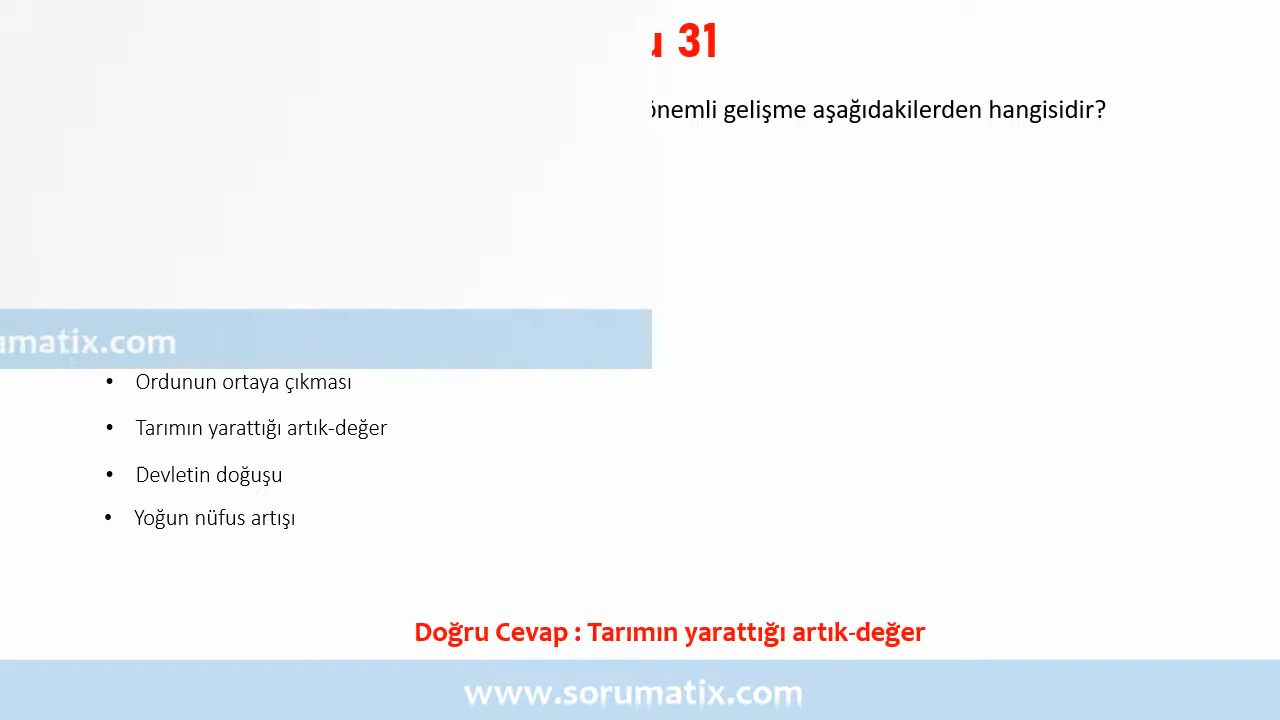 31
önemli gelişme aşağıdakilerden hangisidir?
umatix.com
• Ordunun ortaya çıkması
• Tarımın yarattığı artık-değer
• Devletin doğuşu
• Yoğun nüfus artışı
Doğru Cevap : Tarımın yarattığı artık-değer
www.sorumatix.com